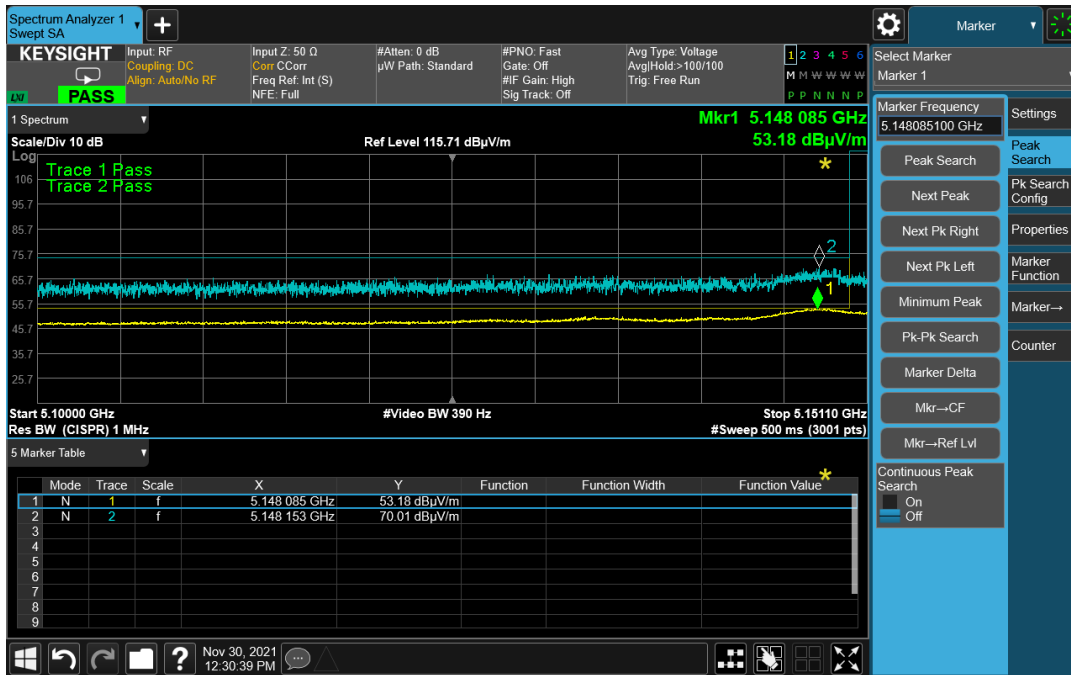 Spectrum Analyzer 1
Swept SA
Marker
KEYSIGHT
LXI
PASS
Input: RF
Coupling: DC
Align: Auto/No RF
Input Z: 50 Ω
Corr CCorr
Freq Ref: Int (S)
NFE: Full
#Atten: 0 dB
µW Path: Standard
#PNO: Fast
Gate: Off
#IF Gain: High
Sig Track: Off
Avg Type: Voltage
Avg|Hold:>100/100
Trig: Free Run
1 2 3 4 5 6
M M W W W W
P P N N N P
Select Marker
Marker 1
1 Spectrum
Mkr1 5.148 085 GHz
53.18 dBµV/m
Scale/Div 10 dB
Ref Level 115.71 dBµV/m
Log
Trace 1 Pass
Trace 2 Pass
106
95.7
85.7
75.7
65.7
55.7
45.7
35.7
25.7
2
1
Start 5.10000 GHz
#Video BW 390 Hz
Stop 5.15110 GHz
Res BW (CISPR) 1 MHz
#Sweep 500 ms (3001 pts)
5 Marker Table
Mode Trace Scale X Y Function Function Width Function Value
1 N 1 f 5.148 085 GHz 53.18 dBµV/m
2 N 2 f 5.148 153 GHz 70.01 dBµV/m
3
4
5
6
7
8
9
Marker Frequency
5.148085100 GHz
Peak Search
Next Peak
Next Pk Right
Next Pk Left
Minimum Peak
Pk-Pk Search
Marker Delta
Mkr→CF
Mkr→Ref Lvl
Continuous Peak
Search
On
Off
Settings
Peak
Search
Pk Search
Config
Properties
Marker
Function
Marker→
Counter
?
Nov 30, 2021
12:30:39 PM